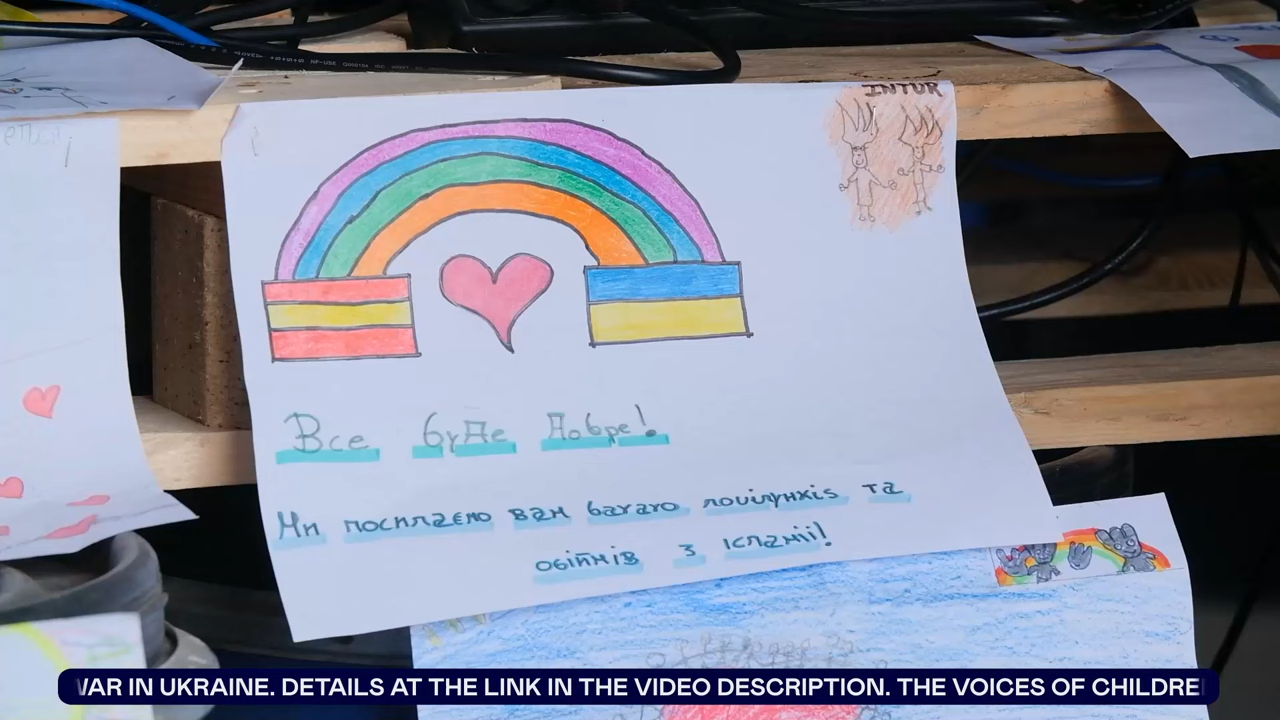 INTUR
Все буде Добре!
Ми посилаємо вам багато поцілунків та
обіймів з Іспанії!
WAR IN UKRAINE. DETAILS AT THE LINK IN THE VIDEO DESCRIPTION. THE VOICES OF CHILDRE